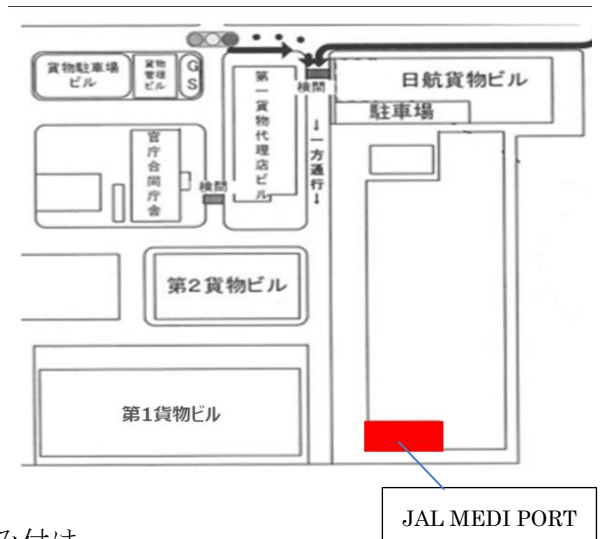 貨物駐車場
ビル
貨物
管理
ビル
GS
第一貨物代理店ビル
検問
日航貨物ビル
駐車場
↓一方通行↓
官庁合同庁舎
検問
第2貨物ビル
第1貨物ビル
JAL MEDI PORT